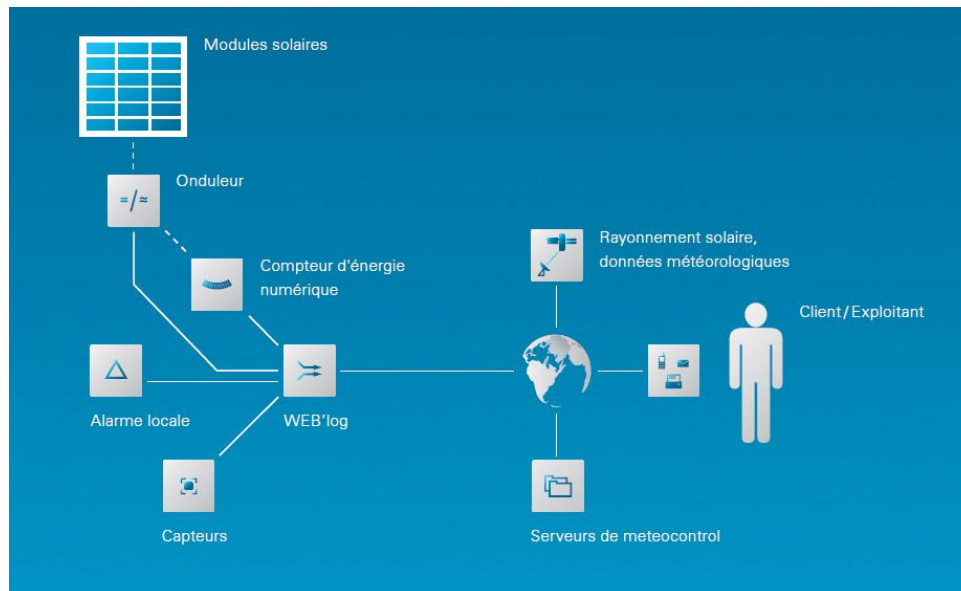 Modules solaires
Onduleur
=/≈
Compteur d'énergie
numérique
Rayonnement solaire,
données météorologiques
Client/Exploitant
Alarme locale
WEB'log
Capteurs
Serveurs de meteocontrol